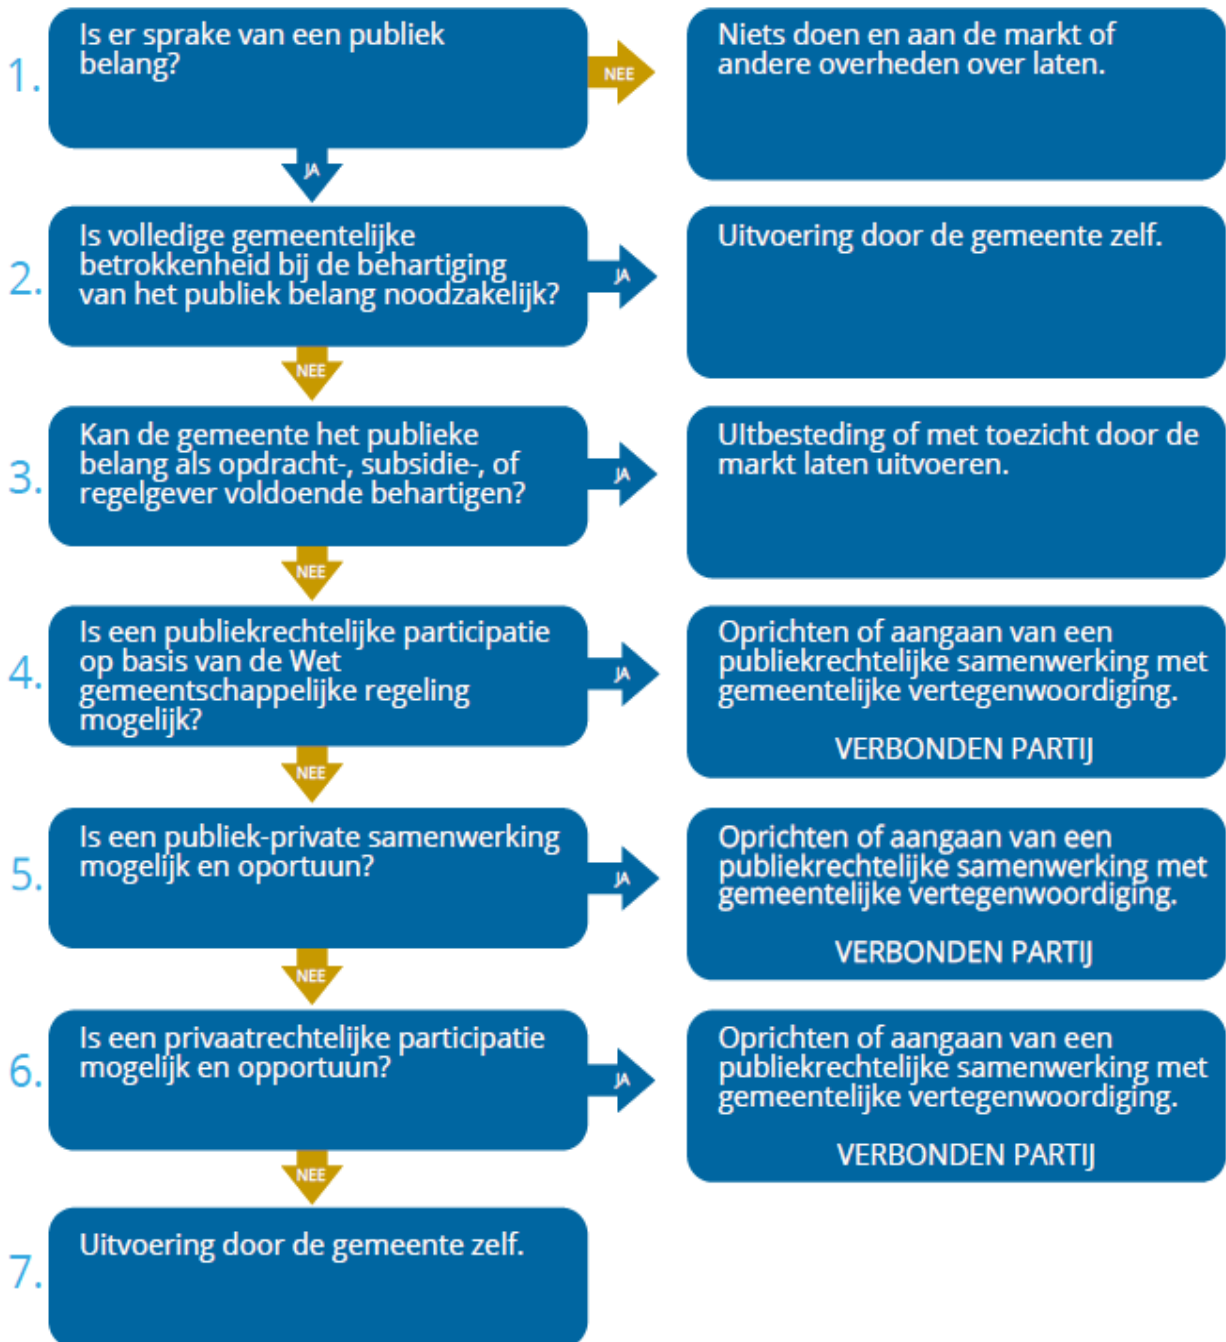 1.
Is er sprake van een publiek
belang?
NEE
Niets doen en aan de markt of
andere overheden over laten.
JA
2.
Is volledige gemeentelijke
betrokkenheid bij de behartiging
van het publiek belang noodzakelijk?
JA
Uitvoering door de gemeente zelf.
NEE
3.
Kan de gemeente het publieke
belang als opdracht-, subsidie-, of
regelgever voldoende behartigen?
JA
UItbesteding of met toezicht door de
markt laten uitvoeren.
NEE
4.
Is een publiekrechtelijke participatie
op basis van de Wet
gemeentschappelijke regeling
mogelijk?
JA
Oprichten of aangaan van een
publiekrechtelijke samenwerking met
gemeentelijke vertegenwoordiging.
VERBONDEN PARTIJ
NEE
5.
Is een publiek-private samenwerking
mogelijk en oportuun?
JA
Oprichten of aangaan van een
publiekrechtelijke samenwerking met
gemeentelijke vertegenwoordiging.
VERBONDEN PARTIJ
NEE
6.
Is een privaatrechtelijke participatie
mogelijk en opportuun?
JA
Oprichten of aangaan van een
publiekrechtelijke samenwerking met
gemeentelijke vertegenwoordiging.
VERBONDEN PARTIJ
NEE
7.
Uitvoering door de gemeente zelf.